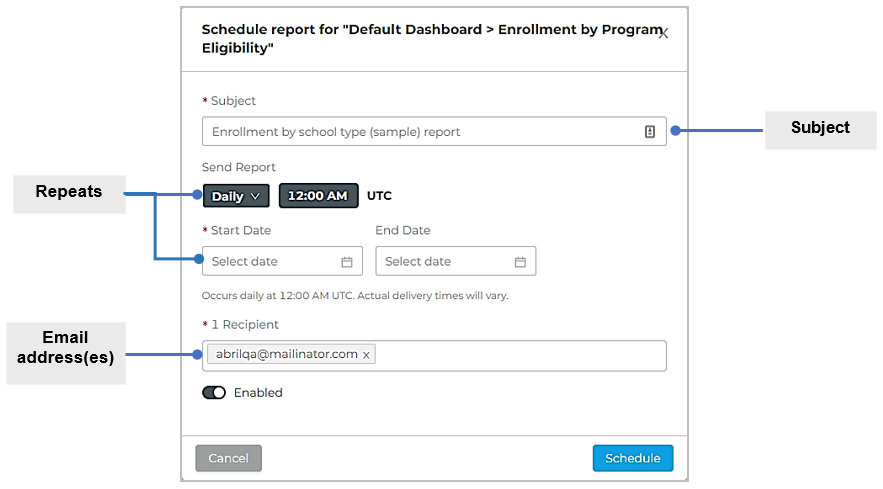 Schedule report for "Default Dashboard > Enrollment by Program
Eligibility"
X
* Subject
Enrollment by school type (sample) report
Subject
Send Report
Repeats
Daily
12:00 AM
UTC
* Start Date
End Date
Select date
Select date
Occurs daily at 12:00 AM UTC. Actual delivery times will vary.
* 1 Recipient
Email
address(es)
abrilqa@mailinator.com x
Enabled
Cancel
Schedule